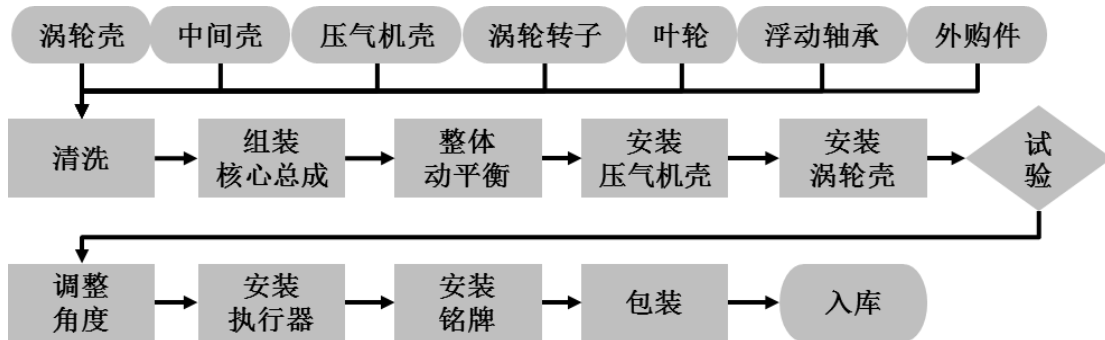 涡轮壳
中间壳
压气机壳
涡轮转子
叶轮
浮动轴承
外购件
清洗
组装
核心总成
整体
动平衡
安装
压气机壳
安装
涡轮壳
试
验
调整
角度
安装
执行器
安装
铭牌
包装
入库